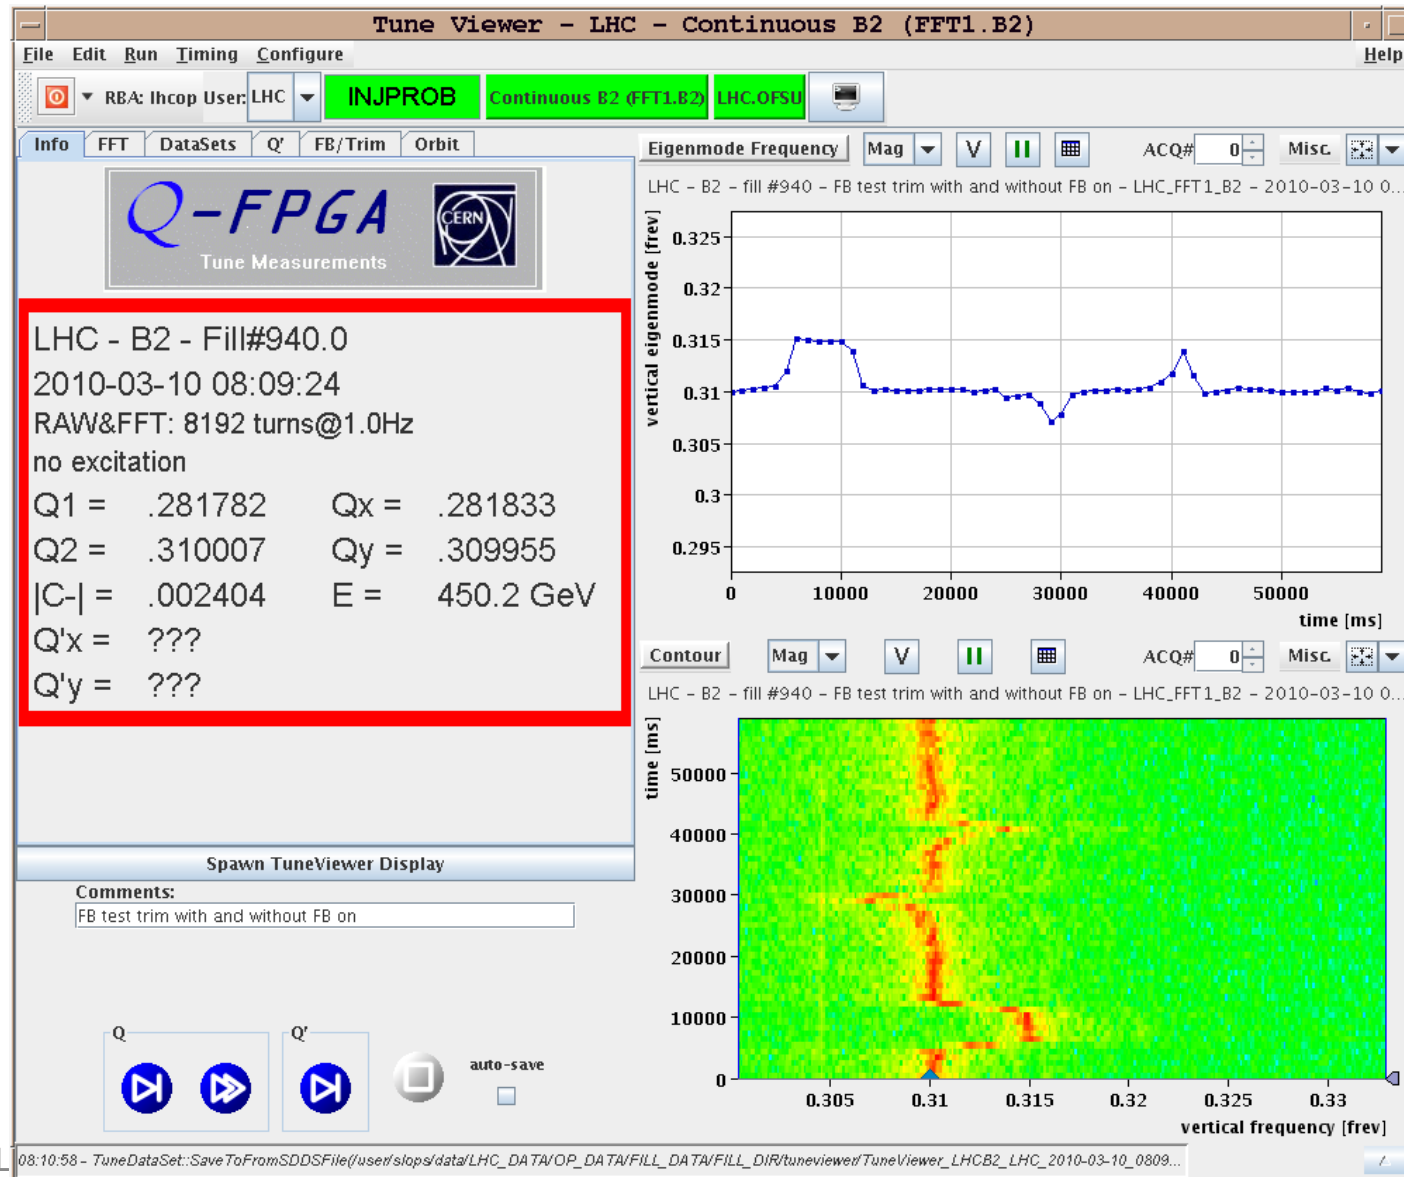 Tune Viewer - LHC - Continuous B2 (FFT1.B2)
File Edit Run Timing Configure Help
RBA: lhcop User: LHC INJPROB Continuous B2 (FFT1.B2) LHC.OFSU
Info FFT DataSets Q' FB/Trim Orbit
Q-FPGA
Tune Measurements
CERN
LHC - B2 - Fill#940.0
2010-03-10 08:09:24
RAW&FFT: 8192 turns@1.0Hz
no excitation
Q1 = .281782 Qx = .281833
Q2 = .310007 Qy = .309955
|C-| = .002404 E = 450.2 GeV
Q'x = ???
Q'y = ???
Spawn TuneViewer Display
Comments:
FB test trim with and without FB on
Q
Q'
auto-save
Eigenmode Frequency Mag V ACQ# 0 Misc.
LHC - B2 - fill #940 - FB test trim with and without FB on - LHC_FFT1_B2 - 2010-03-10 0...
vertical eigenmode [frev]
0.325
0.32
0.315
0.31
0.305
0.3
0.295
0 10000 20000 30000 40000 50000
time [ms]
Contour Mag V ACQ# 0 Misc.
LHC - B2 - fill #940 - FB test trim with and without FB on - LHC_FFT1_B2 - 2010-03-10 0...
time [ms]
50000
40000
30000
20000
10000
0
0.305 0.31 0.315 0.32 0.325 0.33
vertical frequency [frev]
08:10:58 - TuneDataSet::SaveToFromSDDSFile(/user/slops/data/LHC_DATA/OP_DATA/FILL_DATA/FILL_DIR/tuneviewer/TuneViewer_LHCB2_LHC_2010-03-10_0809...